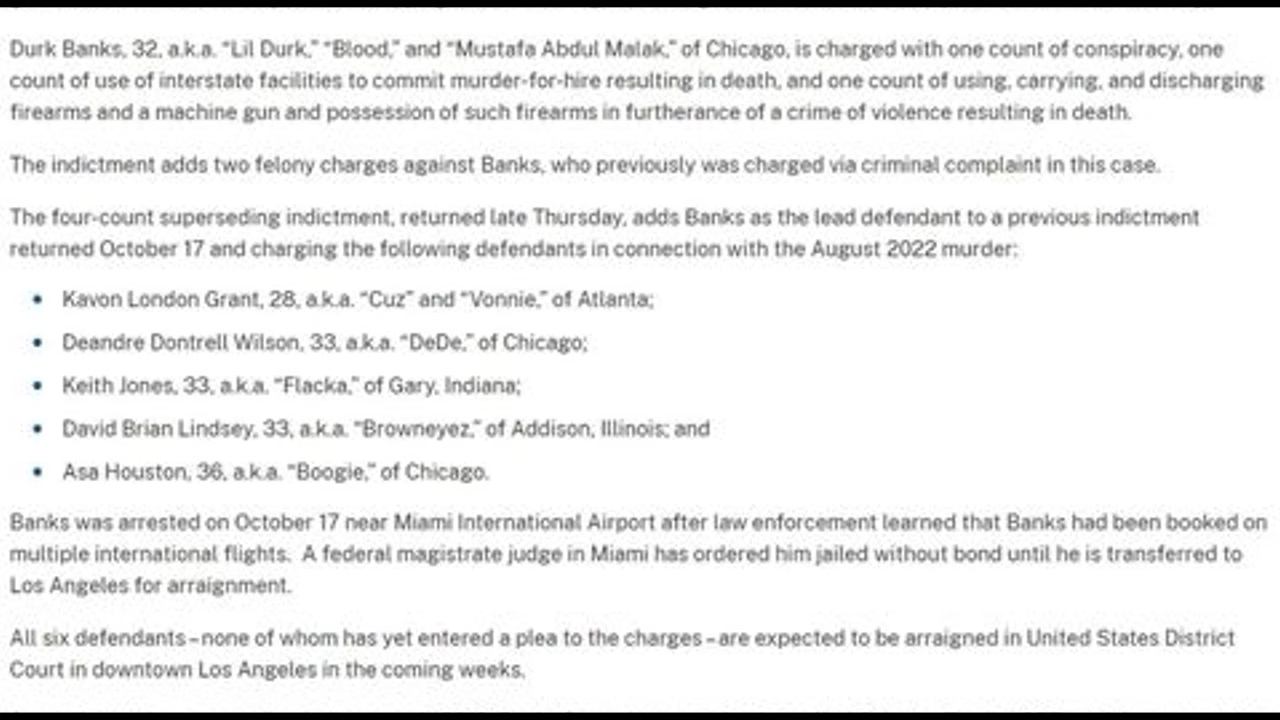 Durk Banks, 32, a.k.a. “Lil Durk,” “Blood,” and “Mustafa Abdul Malak,” of Chicago, is charged with one count of conspiracy, one
count of use of interstate facilities to commit murder-for-hire resulting in death, and one count of using, carrying, and discharging
firearms and a machine gun and possession of such firearms in furtherance of a crime of violence resulting in death.
The indictment adds two felony charges against Banks, who previously was charged via criminal complaint in this case.
The four-count superseding indictment, returned late Thursday, adds Banks as the lead defendant to a previous indictment
returned October 17 and charging the following defendants in connection with the August 2022 murder:
• Kavon London Grant, 28, a.k.a. “Cuz” and “Vonnie,” of Atlanta;
• Deandre Dontrell Wilson, 33, a.k.a. “DeDe,” of Chicago;
• Keith Jones, 33, a.k.a. “Flacka,” of Gary, Indiana;
• David Brian Lindsey, 33, a.k.a. “Browneyez,” of Addison, Illinois; and
• Asa Houston, 36, a.k.a. “Boogie,” of Chicago.
Banks was arrested on October 17 near Miami International Airport after law enforcement learned that Banks had been booked on
multiple international flights. A federal magistrate judge in Miami has ordered him jailed without bond until he is transferred to
Los Angeles for arraignment.
All six defendants – none of whom has yet entered a plea to the charges – are expected to be arraigned in United States District
Court in downtown Los Angeles in the coming weeks.